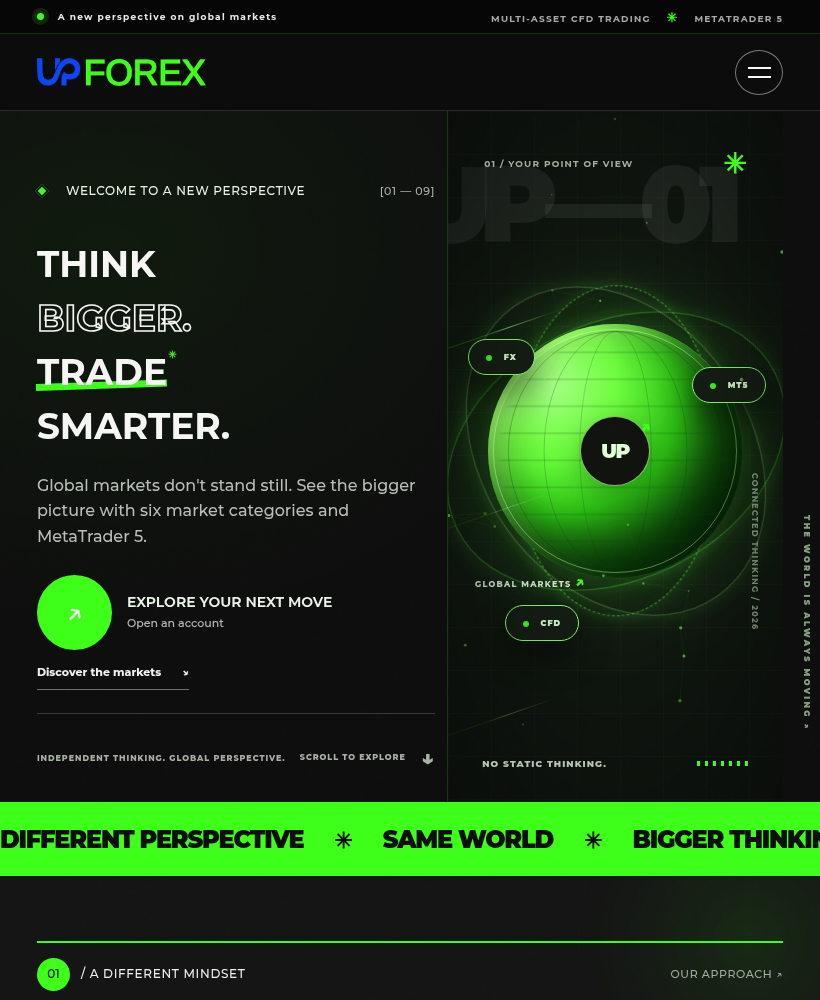 A new perspective on global markets
MULTI-ASSET CFD TRADING ✳ METATRADER 5
UPFOREX
WELCOME TO A NEW PERSPECTIVE
[01 — 09]
THINK
BIGGER.
TRADE*
SMARTER.
Global markets don't stand still. See the bigger
picture with six market categories and
MetaTrader 5.
↗
EXPLORE YOUR NEXT MOVE
Open an account
Discover the markets ↘
INDEPENDENT THINKING. GLOBAL PERSPECTIVE.
SCROLL TO EXPLORE ↓
01 / YOUR POINT OF VIEW
UP—01
FX
MT5
UP
GLOBAL MARKETS ↗
CFD
CONNECTED THINKING / 2026
NO STATIC THINKING.
THE WORLD IS ALWAYS MOVING ↗
DIFFERENT PERSPECTIVE ✳ SAME WORLD ✳ BIGGER THINKIN
01 / A DIFFERENT MINDSET
OUR APPROACH ↗